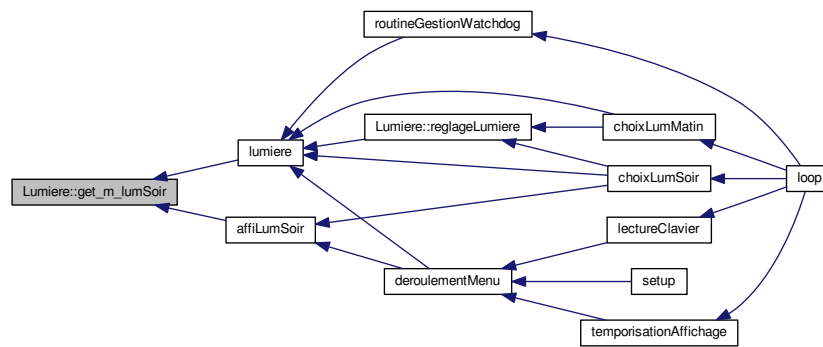 routineGestionWatchdog
Lumiere::reglageLumiere
choixLumMatin
lumiere
Lumiere::get_m_lumSoir
choixLumSoir
loop
affiLumSoir
lectureClavier
deroulementMenu
setup
temporisationAffichage